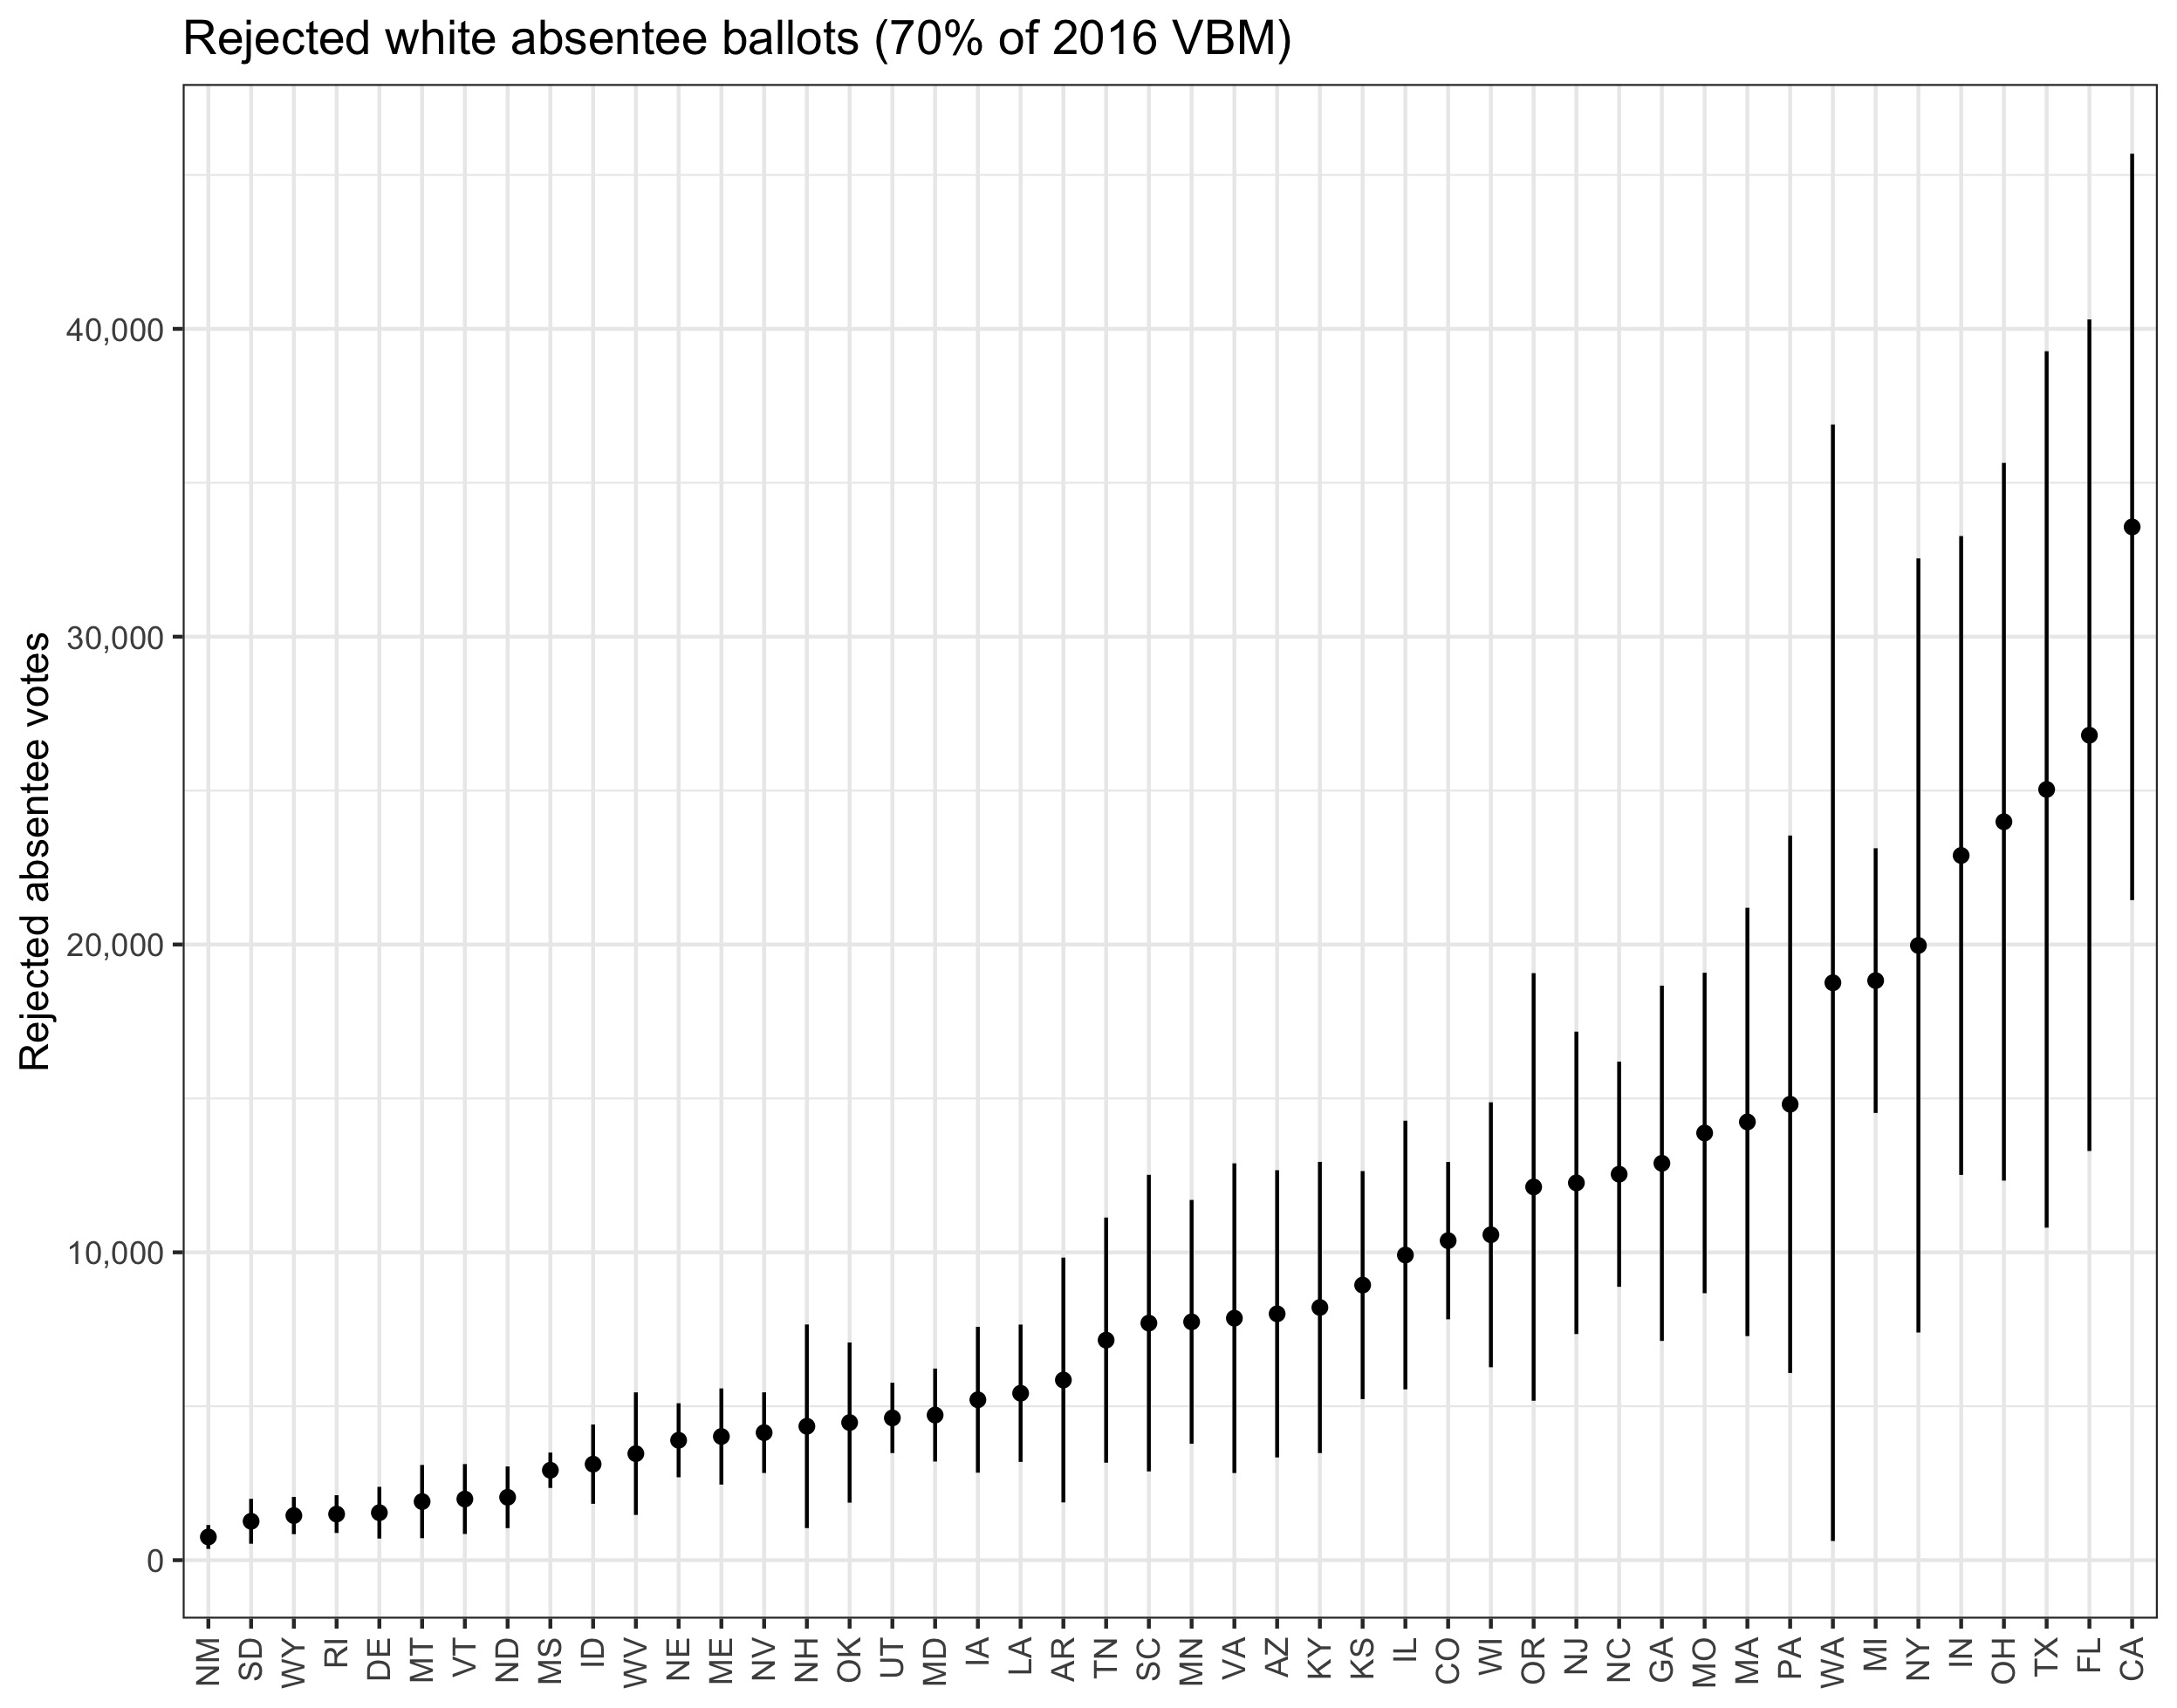 Rejected white absentee ballots (70% of 2016 VBM)
Rejected absentee votes
40,000
30,000
20,000
10,000
0
NM SD WY RI DE MT VT ND MS ID WV NE ME NV NH OK UT MD IA LA AR TN SC MN VA AZ KY KS IL CO WI OR NJ NC GA MO MA PA WA MI NY IN OH TX FL CA